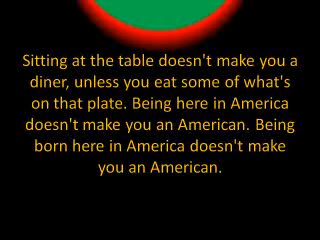 Sitting at the table doesn't make you a
diner, unless you eat some of what's
on that plate. Being here in America
doesn't make you an American. Being
born here in America doesn't make
you an American.